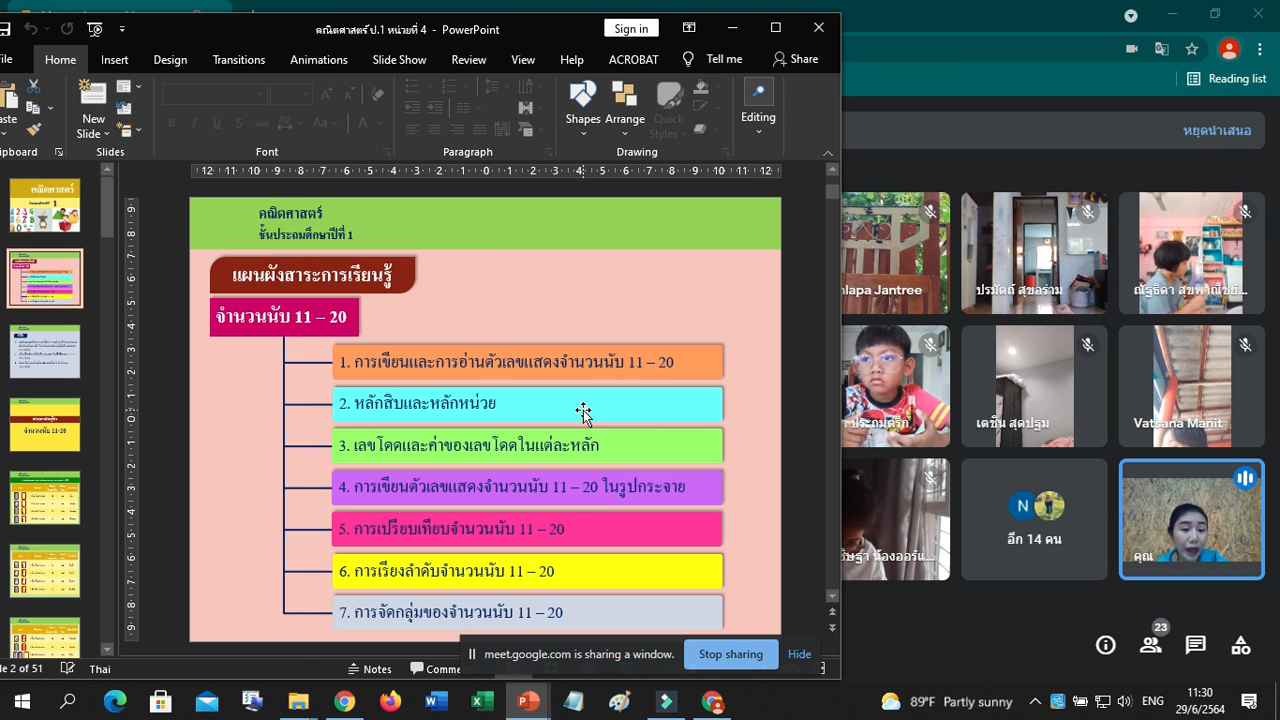 คณิตศาสตร์ ป.1 หน่วยที่ 4 - PowerPoint
Sign in
Home Insert Design Transitions Animations Slide Show Review View Help ACROBAT Tell me Share
New Slide
Shapes Arrange Quick Styles Editing
Slides Font Paragraph Drawing
คณิตศาสตร์
ชั้นประถมศึกษาปีที่ 1
แผนผังสาระการเรียนรู้
จำนวนนับ 11 – 20
1. การเขียนและการอ่านตัวเลขแสดงจำนวนนับ 11 – 20
2. หลักสิบและหลักหน่วย
3. เลขโดดและค่าของเลขโดดในแต่ละหลัก
4. การเขียนตัวเลขแสดงจำนวนนับ 11 – 20 ในรูปกระจาย
5. การเปรียบเทียบจำนวนนับ 11 – 20
6. การเรียงลำดับจำนวนนับ 11 – 20
7. การจัดกลุ่มของจำนวนนับ 11 – 20
meet.google.com is sharing a window. Stop sharing Hide
Thai Notes
Reading list
หยุดนำเสนอ
Jantree
ปรมัตถ์ สุขอร่าม
ณัฐธิดา
เดชิน สุดปฐม
Vatsana Manit
N
อีก 14 คน
คุณ
23
89°F Partly sunny
ENG
11:30
29/6/2564